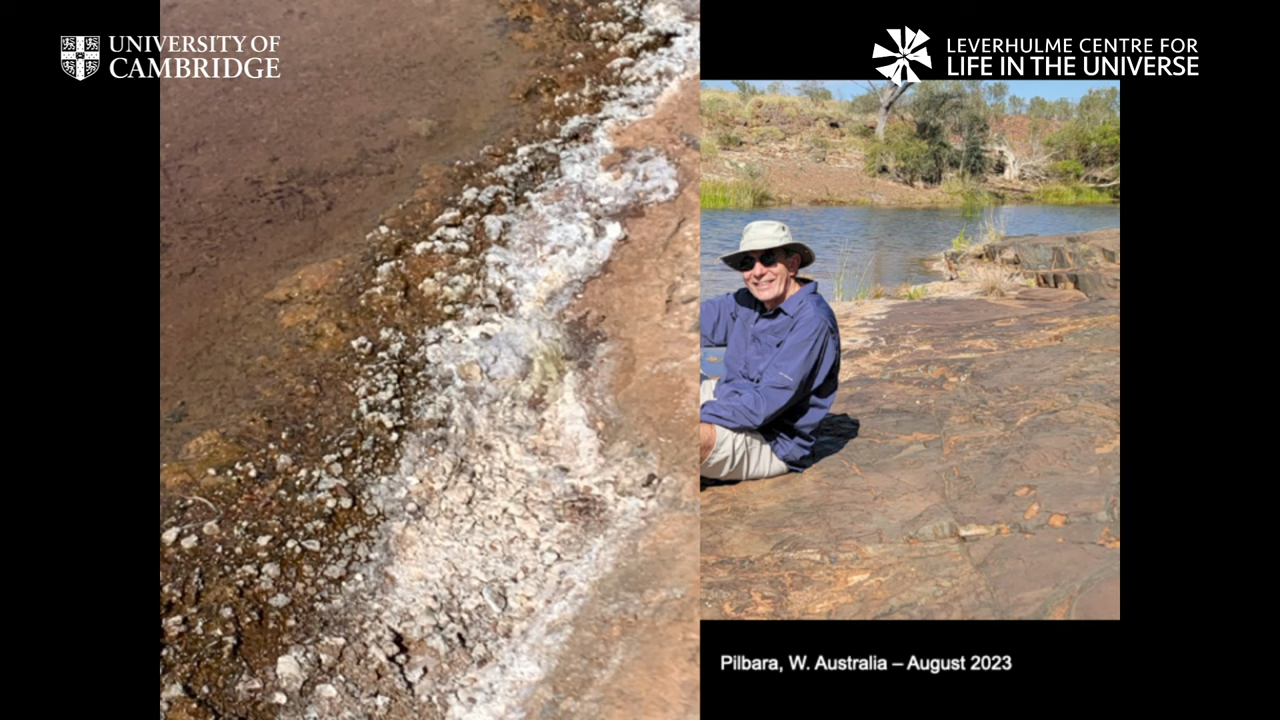 UNIVERSITY OF
CAMBRIDGE
LEVERHULME CENTRE FOR
LIFE IN THE UNIVERSE
Pilbara, W. Australia – August 2023